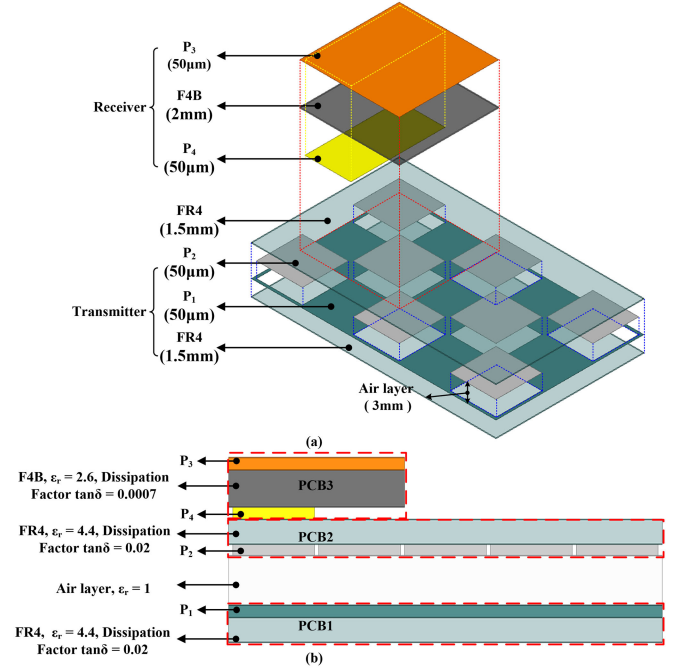 P3
(50μm)
F4B
(2mm)
Receiver
P4
(50μm)
FR4
(1.5mm)
P2
(50μm)
Transmitter
P1
(50μm)
FR4
(1.5mm)
Air layer
( 3mm )
(a)
P3
F4B, εr = 2.6, Dissipation
Factor tanδ = 0.0007
PCB3
P4
FR4, εr = 4.4, Dissipation
Factor tanδ = 0.02
PCB2
P2
Air layer, εr = 1
P1
FR4, εr = 4.4, Dissipation
Factor tanδ = 0.02
PCB1
(b)